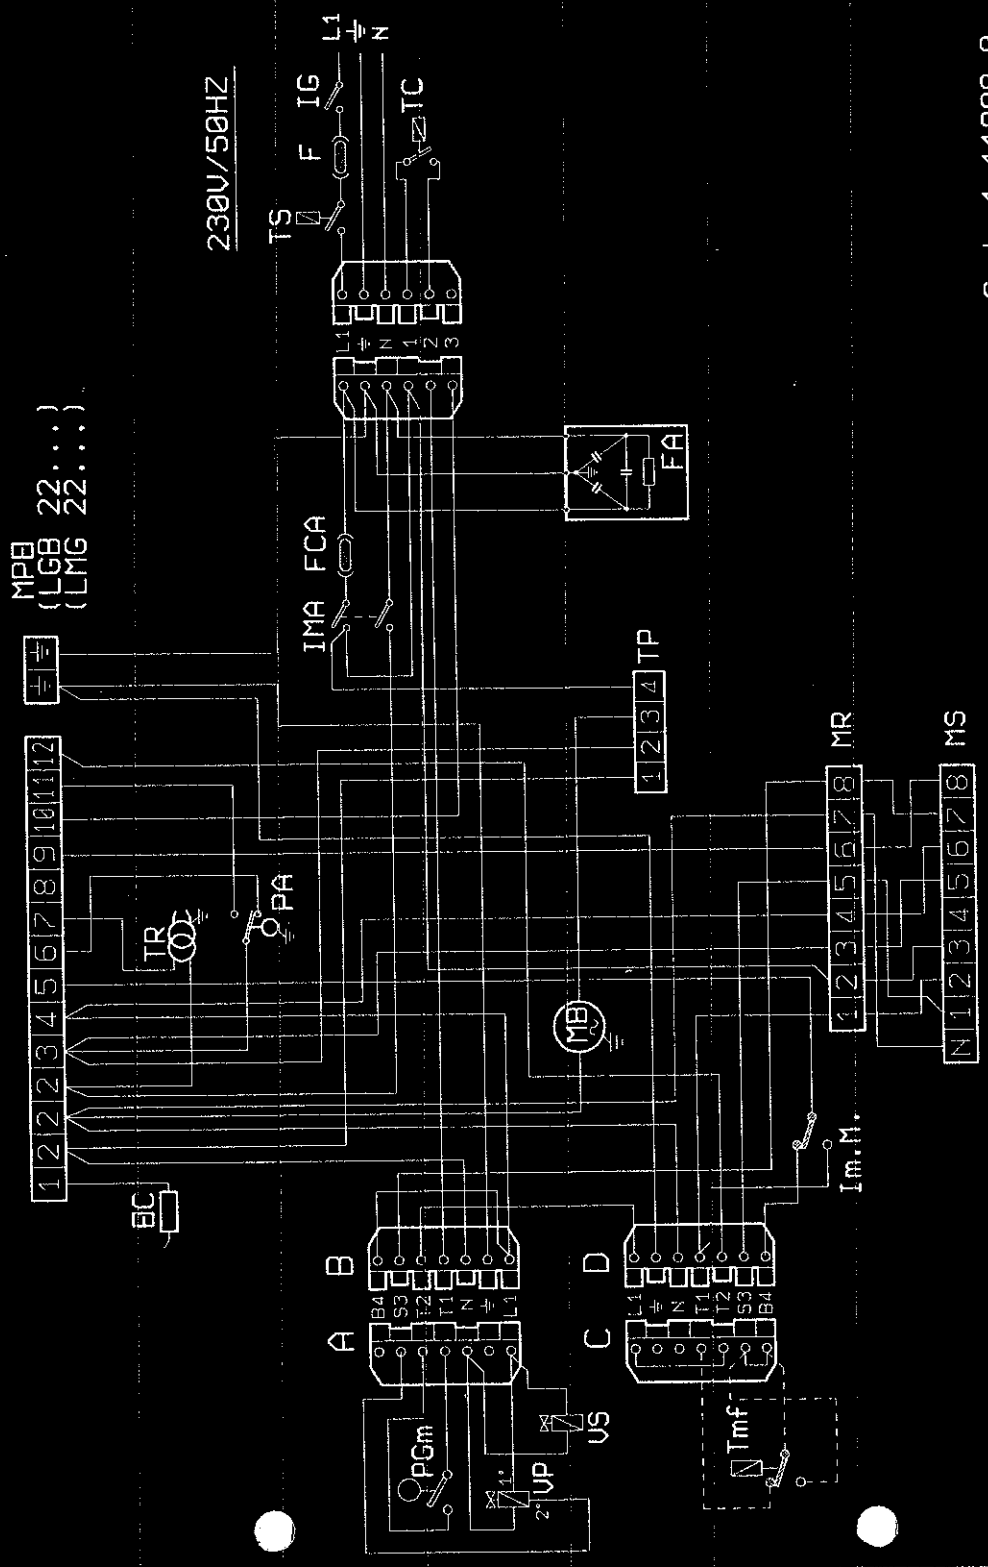 MPE
(LGB 22...)
(LMG 22...)
230V/50HZ
L1
N
IG
F
TS
TC
1 2 2 2 3 4 5 6 7 8 9 10 11 12
L1
N
1
2
3
IMA FCA
FA
TR
PA
1 2 3 4 TP
MB
BC
A B
B4
S3
T2
T1
N
L1
PGm
1°
2°
VP
VS
C D
L1
N
T1
T2
S3
B4
Tmf
Im.M.
1 2 3 4 5 6 7 8 MR
N 1 2 3 4 5 6 7 8 MS